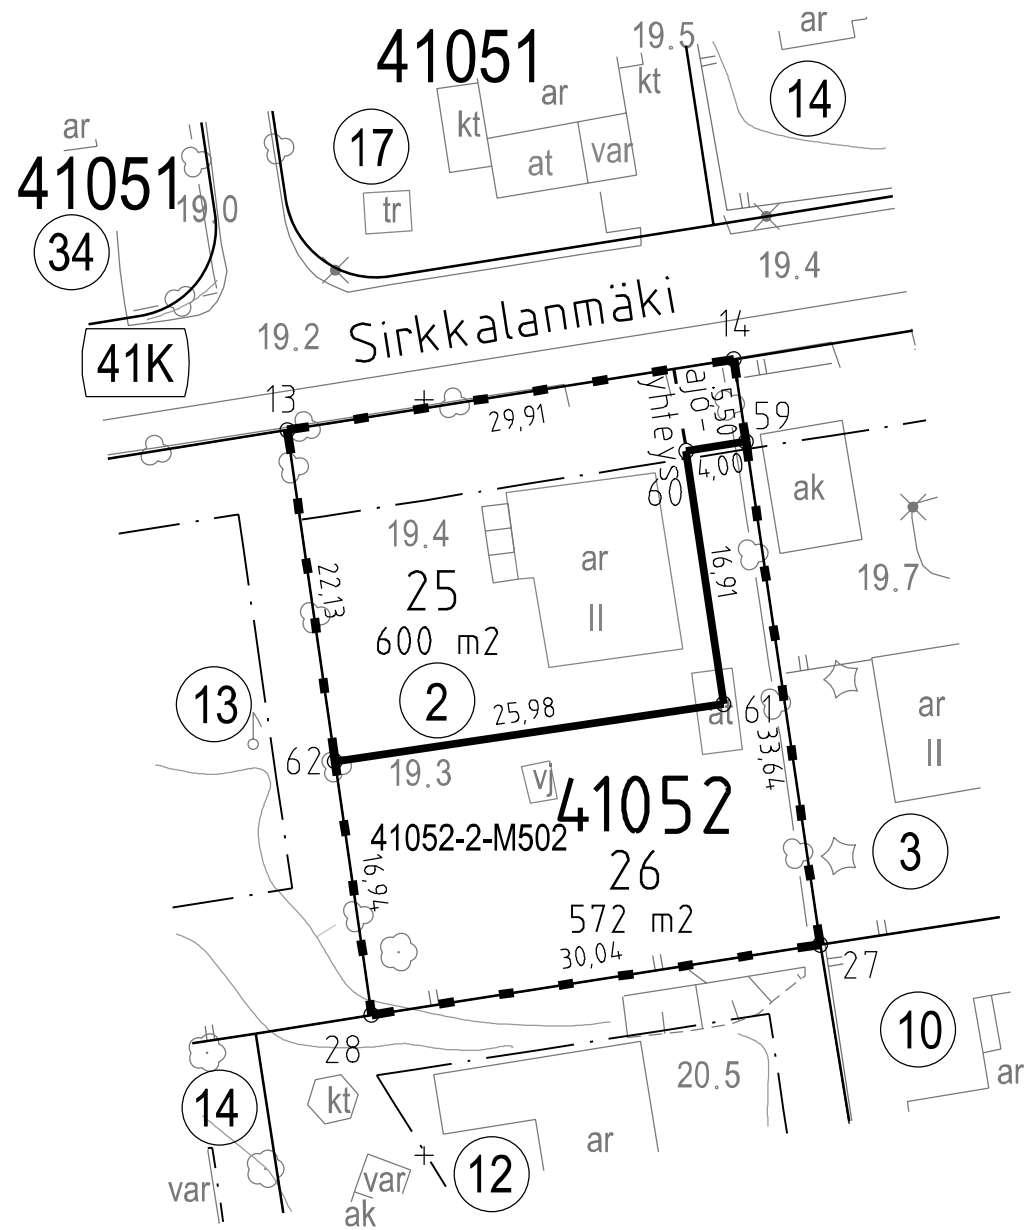 ar
19.5
41051
kt
14
ar
kt
ar
17
at
var
41051
tr
19.0
34
19.4
Sirkkalanmäki
14
19.2
41K
13
29,91
ajo-
yhteys
5,50
59
4,00
60
ak
19.4
ar
II
16,91
19.7
25
22,13
600 m2
2
13
25,98
at
61
ar
II
62
19.3
vj
33,64
41052
41052-2-M502
3
26
16,94
572 m2
30,04
27
10
28
20.5
ar
kt
14
ar
12
var
var
ak